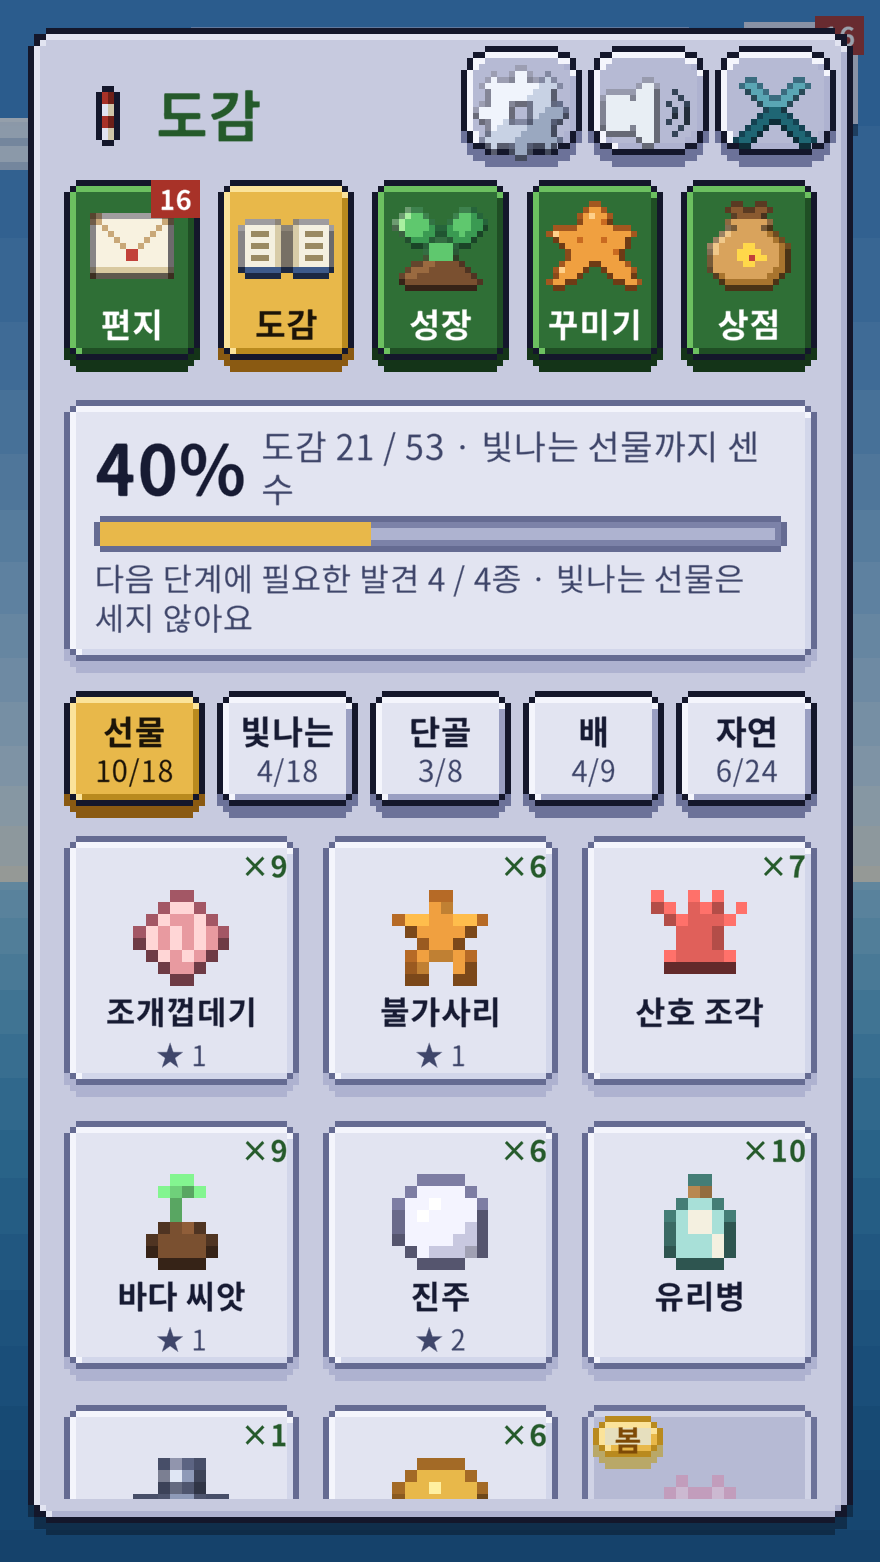 16
도감
16
편지
도감
성장
꾸미기
상점
40%
도감 21 / 53 · 빛나는 선물까지 센
수
다음 단계에 필요한 발견 4 / 4종 · 빛나는 선물은
세지 않아요
선물
10/18
빛나는
4/18
단골
3/8
배
4/9
자연
6/24
×9
조개껍데기
★ 1
×6
불가사리
★ 1
×7
산호 조각
×9
바다 씨앗
★ 1
×6
진주
★ 2
×10
유리병
×1
×6
봄